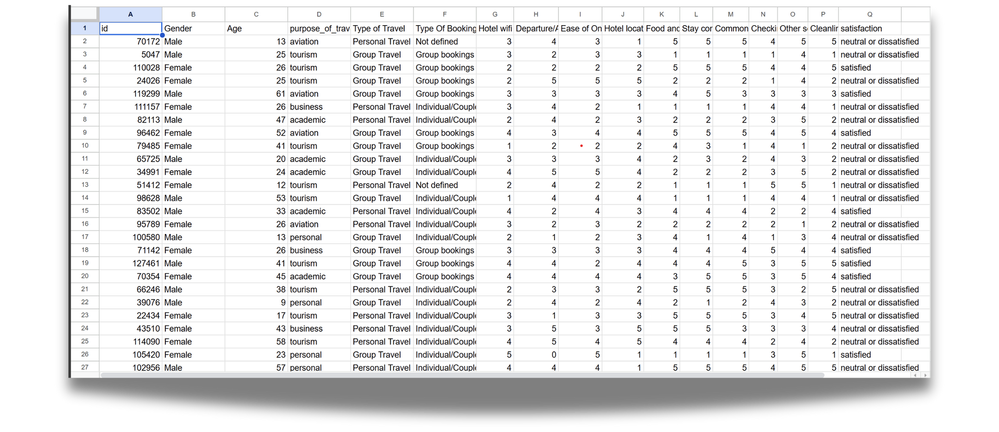 A B C D E F G H I J K L M N O P Q
1 id Gender Age purpose_of_trav Type of Travel Type Of Booking Hotel wifi Departure/A Ease of On Hotel locat Food and Stay cor Common Checki Other se Cleanlin satisfaction
2 70172 Male 13 aviation Personal Travel Not defined 3 4 3 1 5 5 5 4 5 5 neutral or dissatisfied
3 5047 Male 25 tourism Group Travel Group bookings 3 2 3 3 1 1 1 1 4 1 neutral or dissatisfied
4 110028 Female 26 tourism Group Travel Group bookings 2 2 2 2 5 5 5 4 4 5 satisfied
5 24026 Female 25 tourism Group Travel Group bookings 2 5 5 5 2 2 2 1 4 2 neutral or dissatisfied
6 119299 Male 61 aviation Group Travel Group bookings 3 3 3 3 4 5 3 3 3 3 satisfied
7 111157 Female 26 business Personal Travel Individual/Couple 3 4 2 1 1 1 1 4 4 1 neutral or dissatisfied
8 82113 Male 47 academic Personal Travel Individual/Couple 2 4 2 3 2 2 2 3 5 2 neutral or dissatisfied
9 96462 Female 52 aviation Group Travel Group bookings 4 3 4 4 5 5 5 4 5 4 satisfied
10 79485 Female 41 tourism Group Travel Group bookings 1 2 2 2 4 3 1 4 1 2 neutral or dissatisfied
11 65725 Male 20 academic Group Travel Individual/Couple 3 3 3 4 2 3 2 4 3 2 neutral or dissatisfied
12 34991 Female 24 academic Group Travel Individual/Couple 4 5 5 4 2 2 2 3 5 2 neutral or dissatisfied
13 51412 Female 12 tourism Personal Travel Not defined 2 4 2 2 1 1 1 5 5 1 neutral or dissatisfied
14 98628 Male 53 tourism Group Travel Individual/Couple 1 4 4 4 1 1 1 4 4 1 neutral or dissatisfied
15 83502 Male 33 academic Personal Travel Individual/Couple 4 2 4 3 4 4 4 2 2 4 satisfied
16 95789 Female 26 aviation Personal Travel Individual/Couple 3 2 3 2 2 2 2 2 1 2 neutral or dissatisfied
17 100580 Male 13 personal Group Travel Individual/Couple 2 1 2 3 4 1 4 1 3 4 neutral or dissatisfied
18 71142 Female 26 business Group Travel Group bookings 3 3 3 3 4 4 4 5 4 4 satisfied
19 127461 Male 41 tourism Group Travel Group bookings 4 4 2 4 4 4 5 3 5 5 satisfied
20 70354 Female 45 academic Group Travel Group bookings 4 4 4 4 3 5 5 3 5 4 satisfied
21 66246 Male 38 tourism Personal Travel Individual/Couple 2 3 3 2 5 5 5 3 2 5 neutral or dissatisfied
22 39076 Male 9 personal Group Travel Individual/Couple 2 4 2 4 2 1 2 4 3 2 neutral or dissatisfied
23 22434 Female 17 tourism Personal Travel Individual/Couple 3 1 3 3 5 5 5 3 4 5 neutral or dissatisfied
24 43510 Female 43 business Personal Travel Individual/Couple 3 5 3 5 5 5 3 3 3 4 neutral or dissatisfied
25 114090 Female 58 tourism Personal Travel Individual/Couple 4 5 4 5 4 4 4 2 4 2 neutral or dissatisfied
26 105420 Female 23 personal Group Travel Individual/Couple 5 0 5 1 1 1 1 3 5 1 satisfied
27 102956 Male 57 personal Personal Travel Individual/Couple 4 4 4 1 5 5 5 4 5 5 neutral or dissatisfied